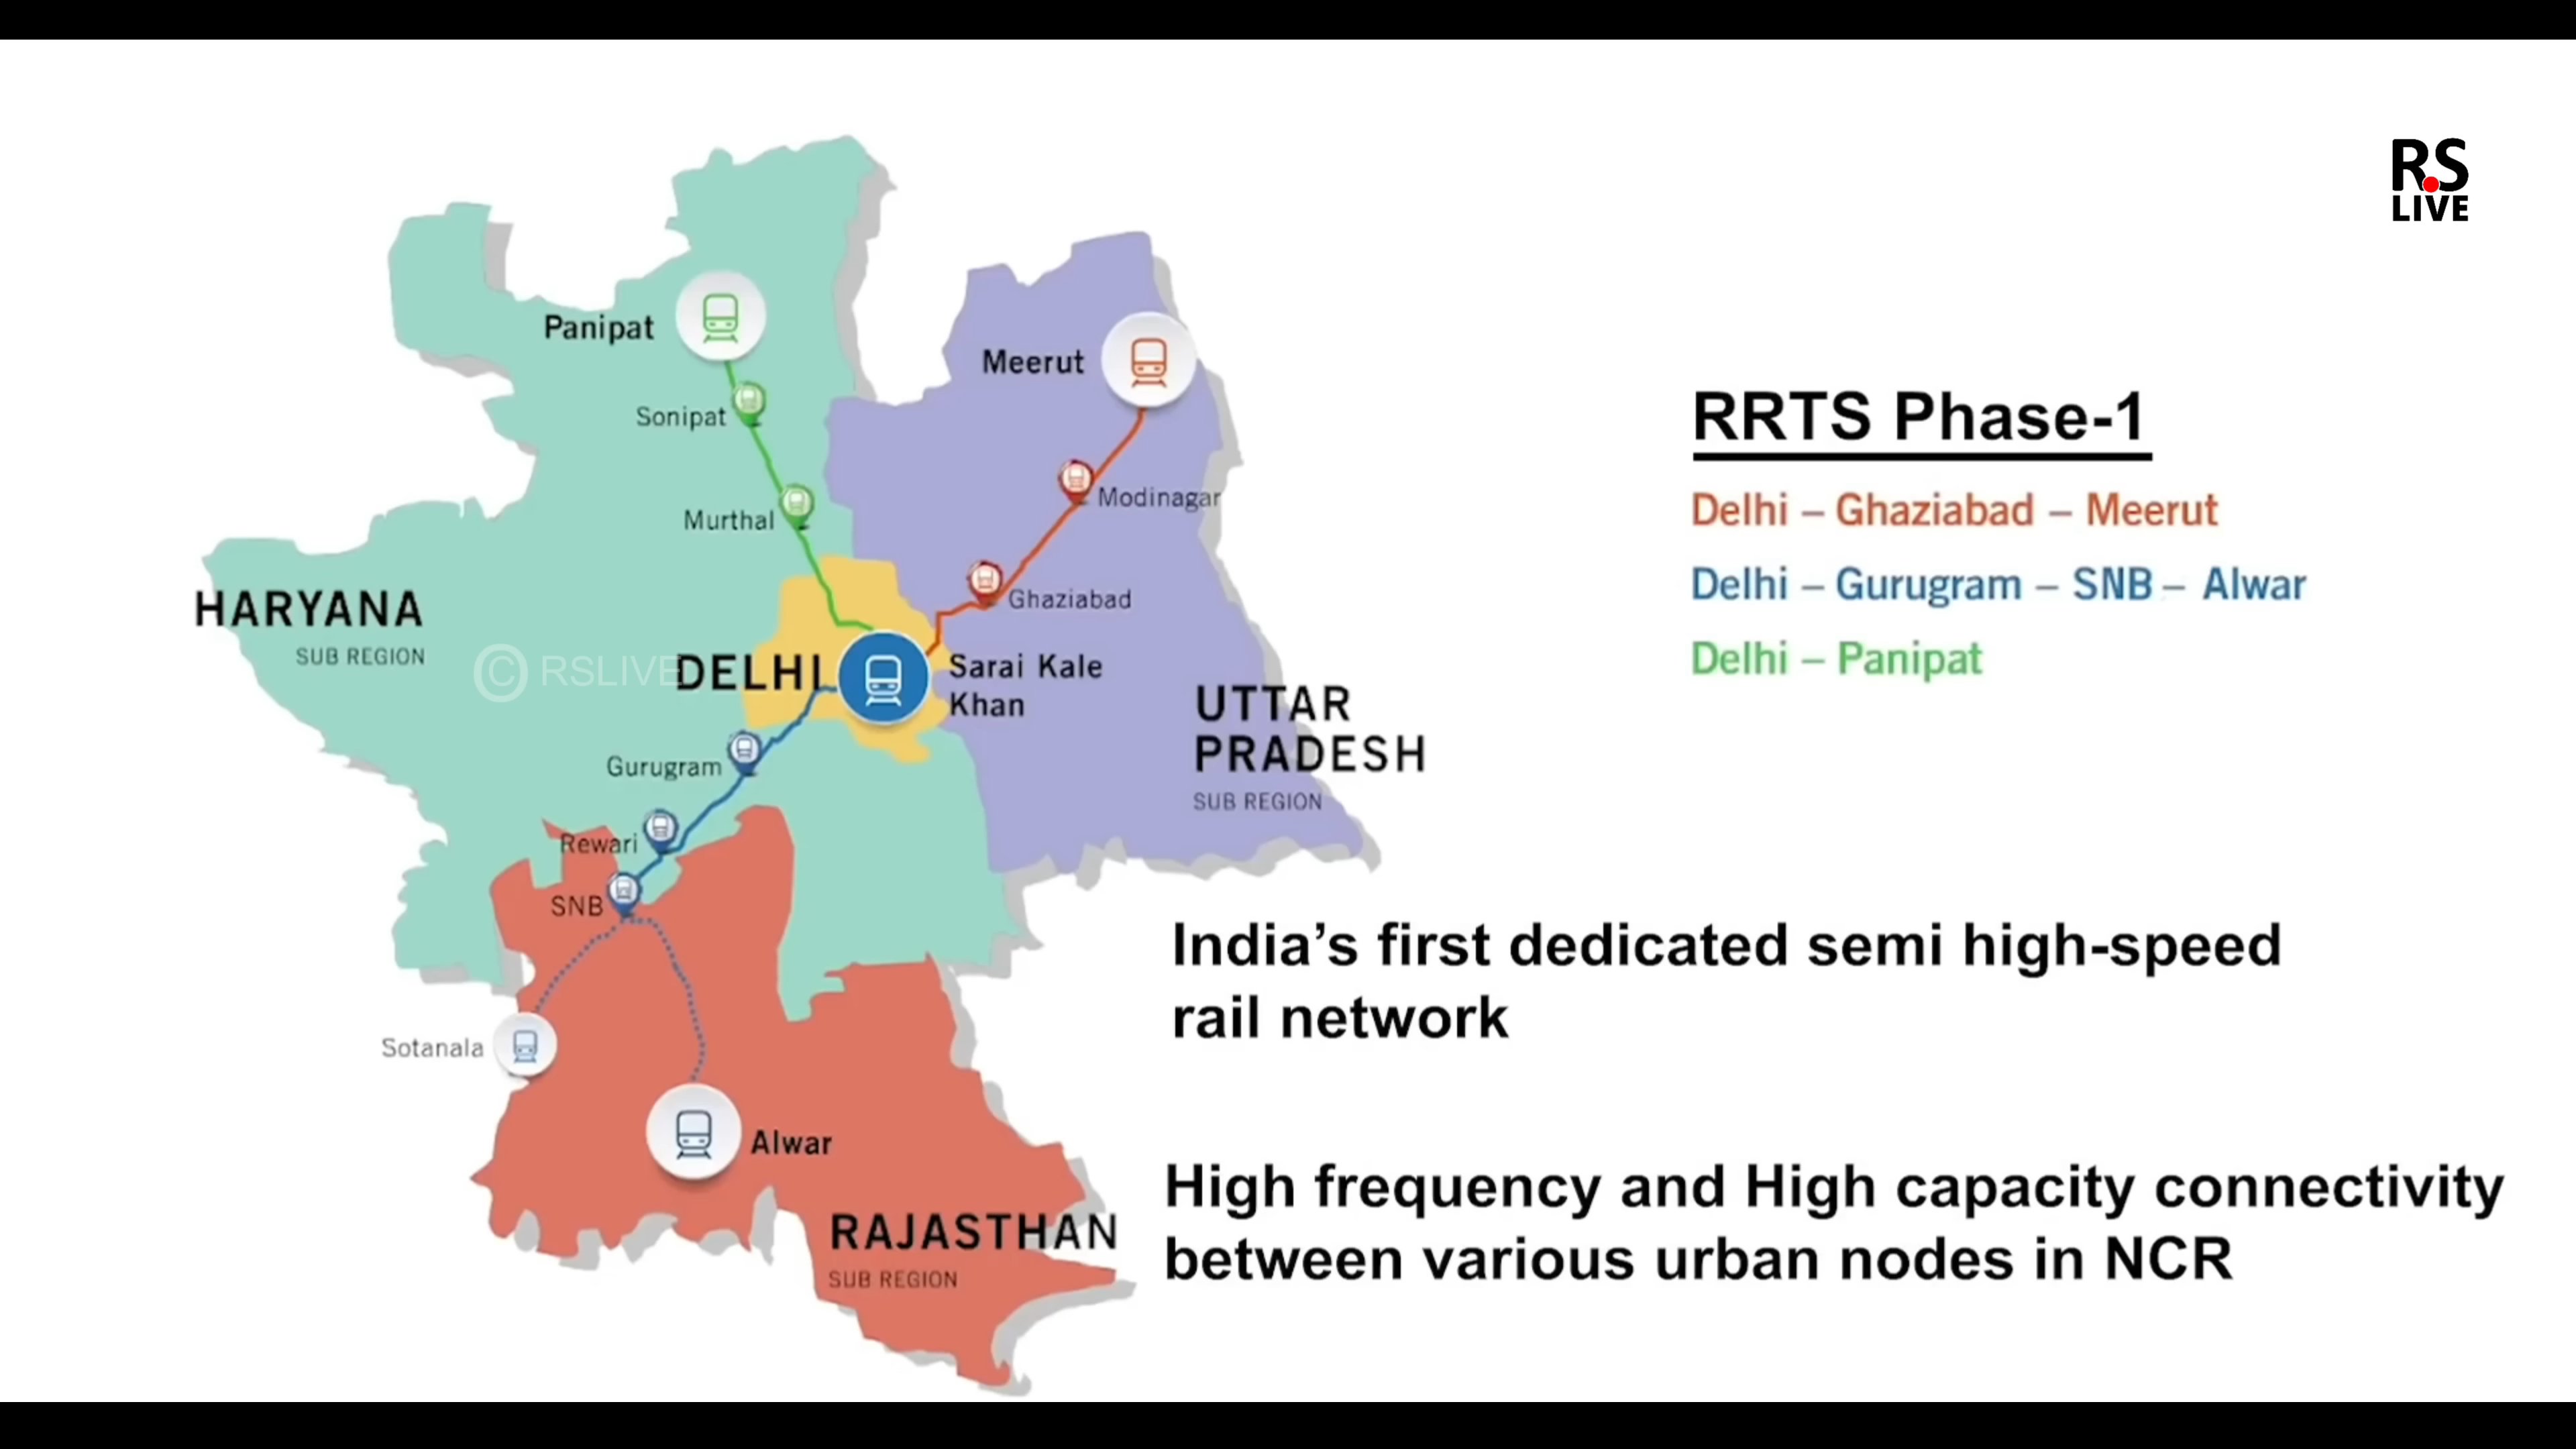 RS
LIVE
Panipat
Meerut
Sonipat
Modinagar
Murthal
Ghaziabad
HARYANA
SUB REGION
© RSLIVE
DELHI
Sarai Kale
Khan
UTTAR
PRADESH
SUB REGION
Gurugram
Rewari
SNB
Sotanala
Alwar
RAJASTHAN
SUB REGION
RRTS Phase-1
Delhi – Ghaziabad – Meerut
Delhi – Gurugram – SNB – Alwar
Delhi – Panipat
India's first dedicated semi high-speed
rail network
High frequency and High capacity connectivity
between various urban nodes in NCR